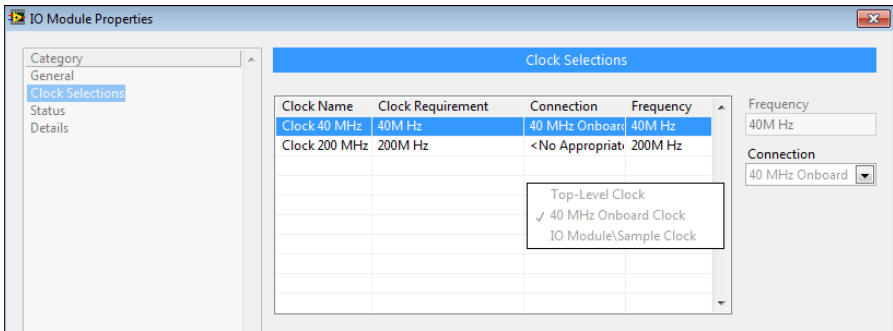 IO Module Properties
Category
General
Clock Selections
Status
Details
Clock Selections
Clock Name Clock Requirement Connection Frequency
Clock 40 MHz 40M Hz 40 MHz Onboard 40M Hz
Clock 200 MHz 200M Hz <No Appropriat 200M Hz
Top-Level Clock
✓ 40 MHz Onboard Clock
IO Module\Sample Clock
Frequency
40M Hz
Connection
40 MHz Onboard